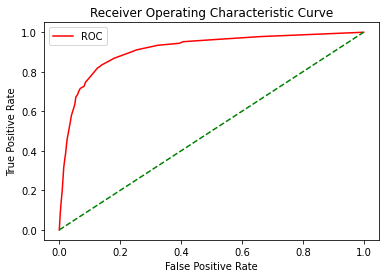 Receiver Operating Characteristic Curve
ROC
True Positive Rate
1.0
0.8
0.6
0.4
0.2
0.0
0.0 0.2 0.4 0.6 0.8 1.0
False Positive Rate